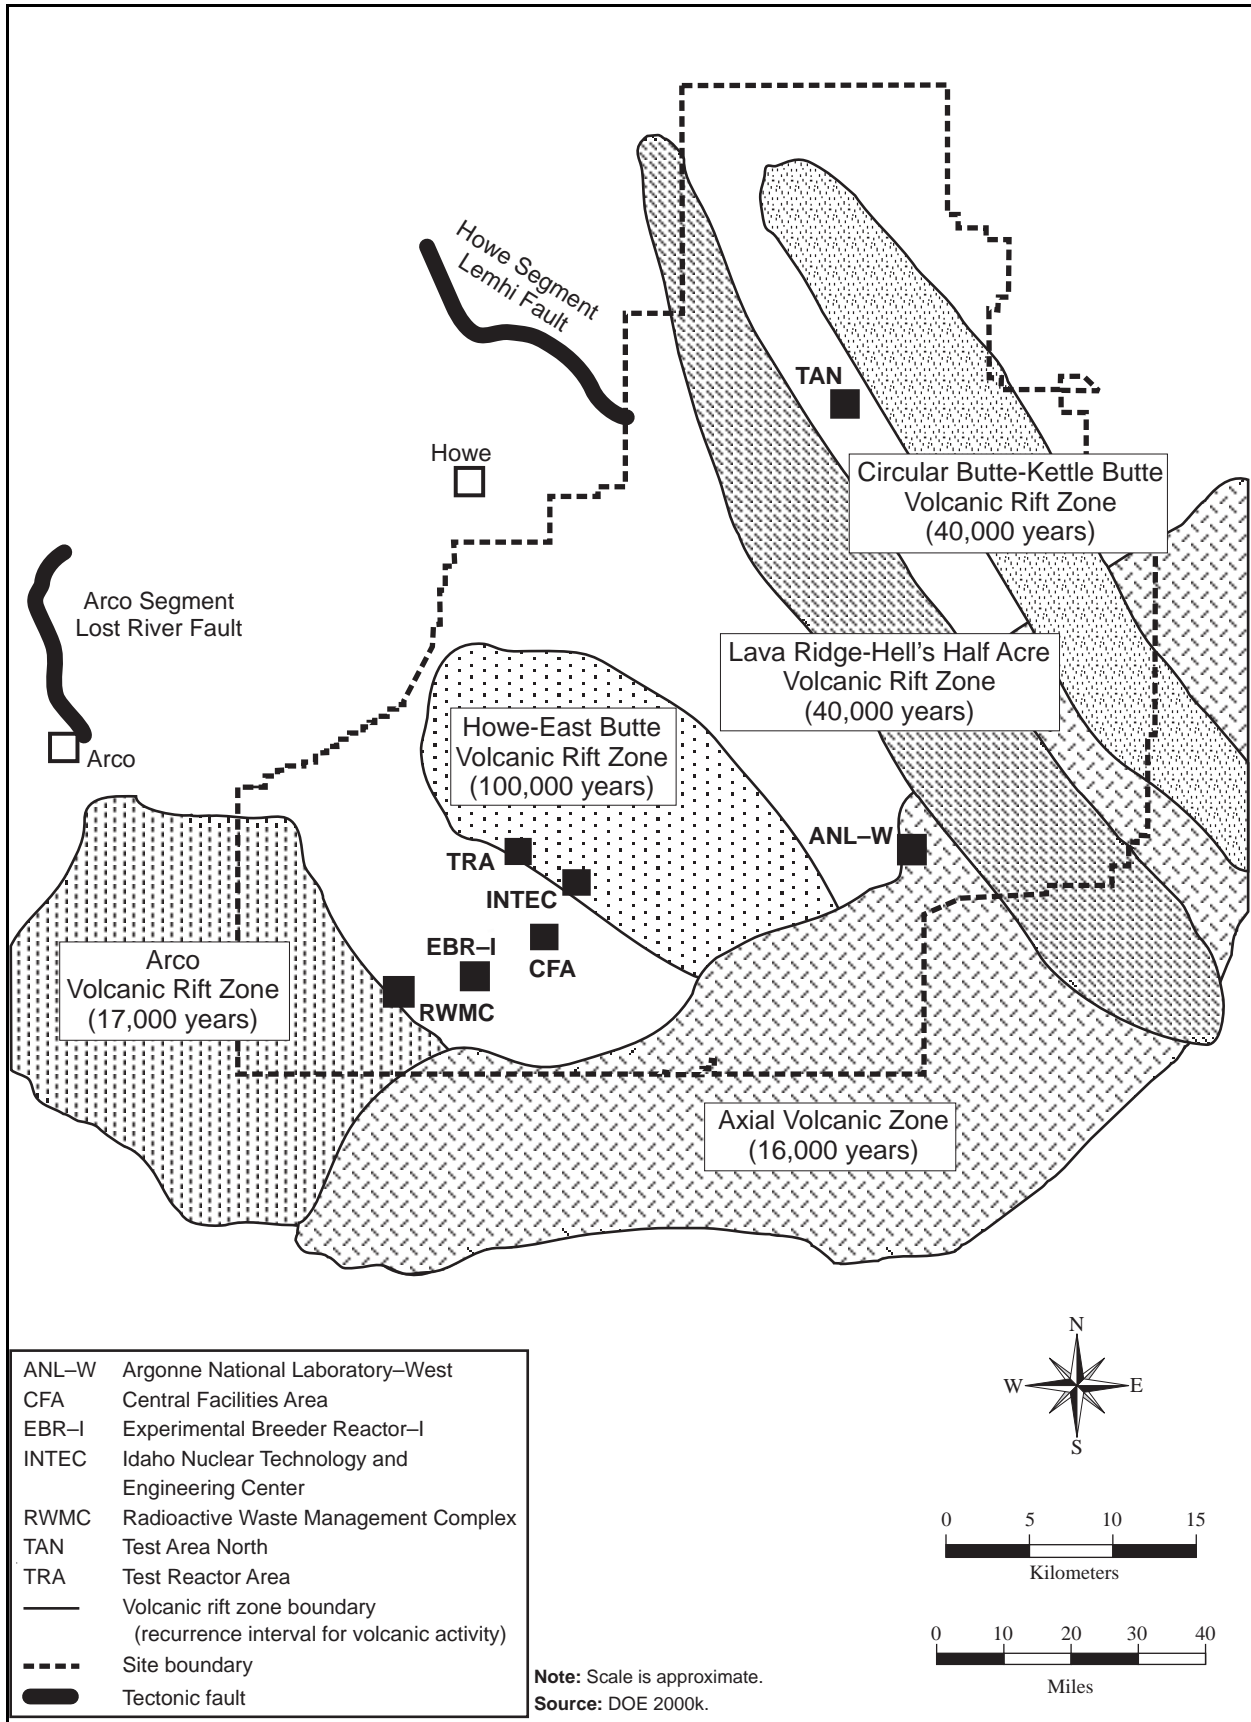 Howe Segment
Lemhi Fault
TAN
Howe
Circular Butte-Kettle Butte
Volcanic Rift Zone
(40,000 years)
Arco Segment
Lost River Fault
Lava Ridge-Hell's Half Acre
Volcanic Rift Zone
(40,000 years)
Howe-East Butte
Volcanic Rift Zone
(100,000 years)
Arco
ANL–W
TRA
INTEC
EBR–I
CFA
Arco
Volcanic Rift Zone
(17,000 years)
RWMC
Axial Volcanic Zone
(16,000 years)
N
W
E
S
ANL–W Argonne National Laboratory–West
CFA Central Facilities Area
EBR–I Experimental Breeder Reactor–I
INTEC Idaho Nuclear Technology and
Engineering Center
RWMC Radioactive Waste Management Complex
TAN Test Area North
TRA Test Reactor Area
Volcanic rift zone boundary
(recurrence interval for volcanic activity)
Site boundary
Tectonic fault
0 5 10 15
Kilometers
0 10 20 30 40
Miles
Note: Scale is approximate.
Source: DOE 2000k.